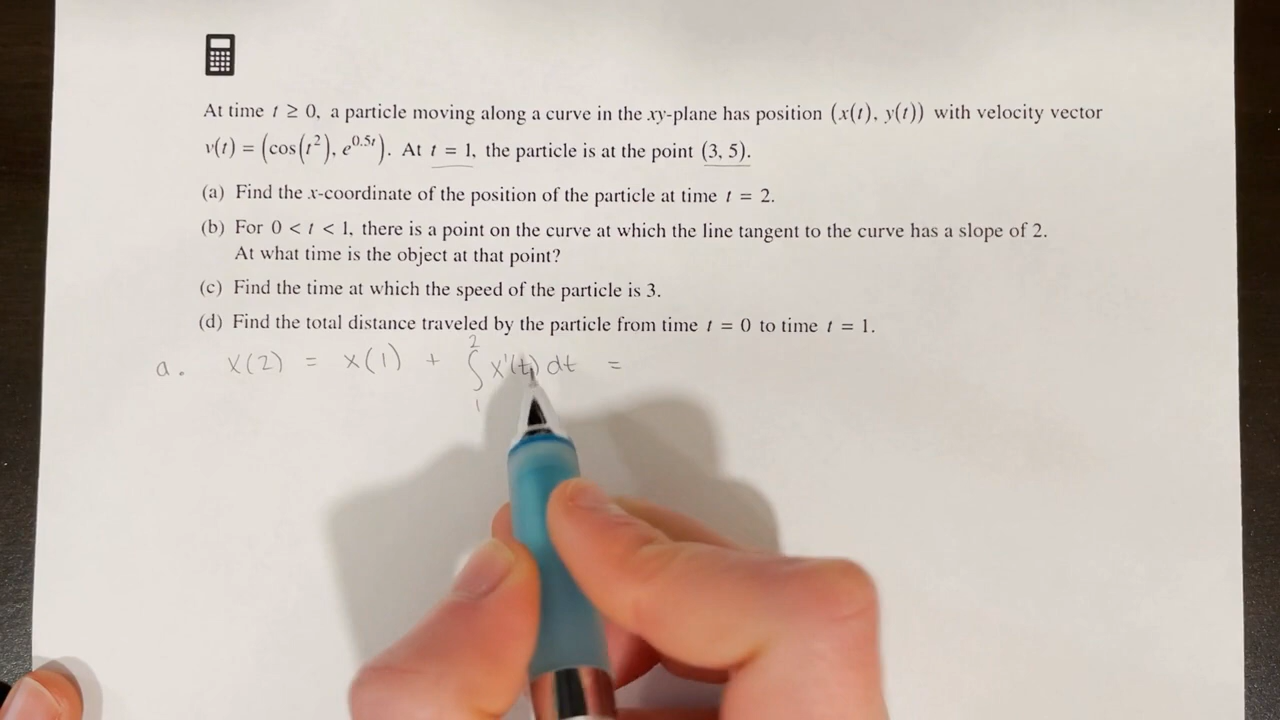 At time t ≥ 0, a particle moving along a curve in the xy-plane has position (x(t), y(t)) with velocity vector
v(t) = (cos(t²), e^0.5t). At t = 1, the particle is at the point (3, 5).
(a) Find the x-coordinate of the position of the particle at time t = 2.
(b) For 0 < t < 1, there is a point on the curve at which the line tangent to the curve has a slope of 2.
At what time is the object at that point?
(c) Find the time at which the speed of the particle is 3.
(d) Find the total distance traveled by the particle from time t = 0 to time t = 1.
a. x(2) = x(1) + ∫₁² x'(t) dt =